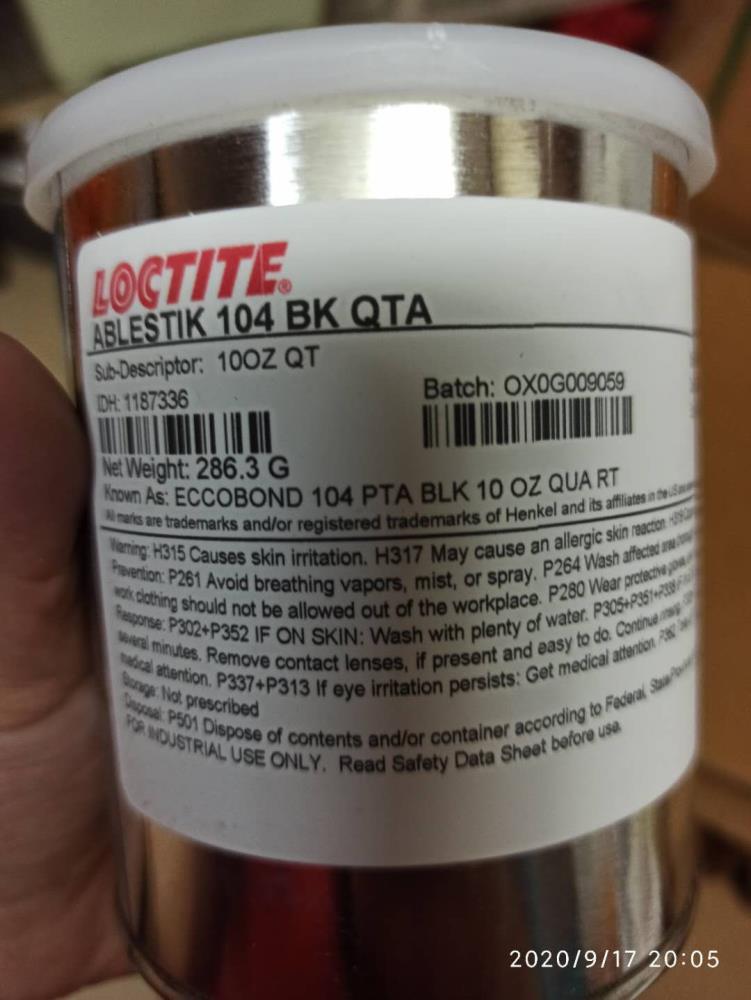 LOCTITE®
ABLESTIK 104 BK QTA
Sub-Descriptor: 10OZ QT
IDH: 1187336
Batch: OX0G009059
Net Weight: 286.3 G
Known As: ECCOBOND 104 PTA BLK 10 OZ QUA RT
All marks are trademarks and/or registered trademarks of Henkel and its affiliates in the US and
Warning: H315 Causes skin irritation. H317 May cause an allergic skin reaction.
Prevention: P261 Avoid breathing vapors, mist, or spray. P264 Wash affected area
work clothing should not be allowed out of the workplace. P280 Wear protective gloves,
Response: P302+P352 IF ON SKIN: Wash with plenty of water. P305+P351+P338 IF
several minutes. Remove contact lenses, if present and easy to do. Continue rinsing.
medical attention. P337+P313 If eye irritation persists: Get medical attention. P362
Storage: Not prescribed
Disposal: P501 Dispose of contents and/or container according to Federal,
FOR INDUSTRIAL USE ONLY. Read Safety Data Sheet before use.
2020/9/17 20:05